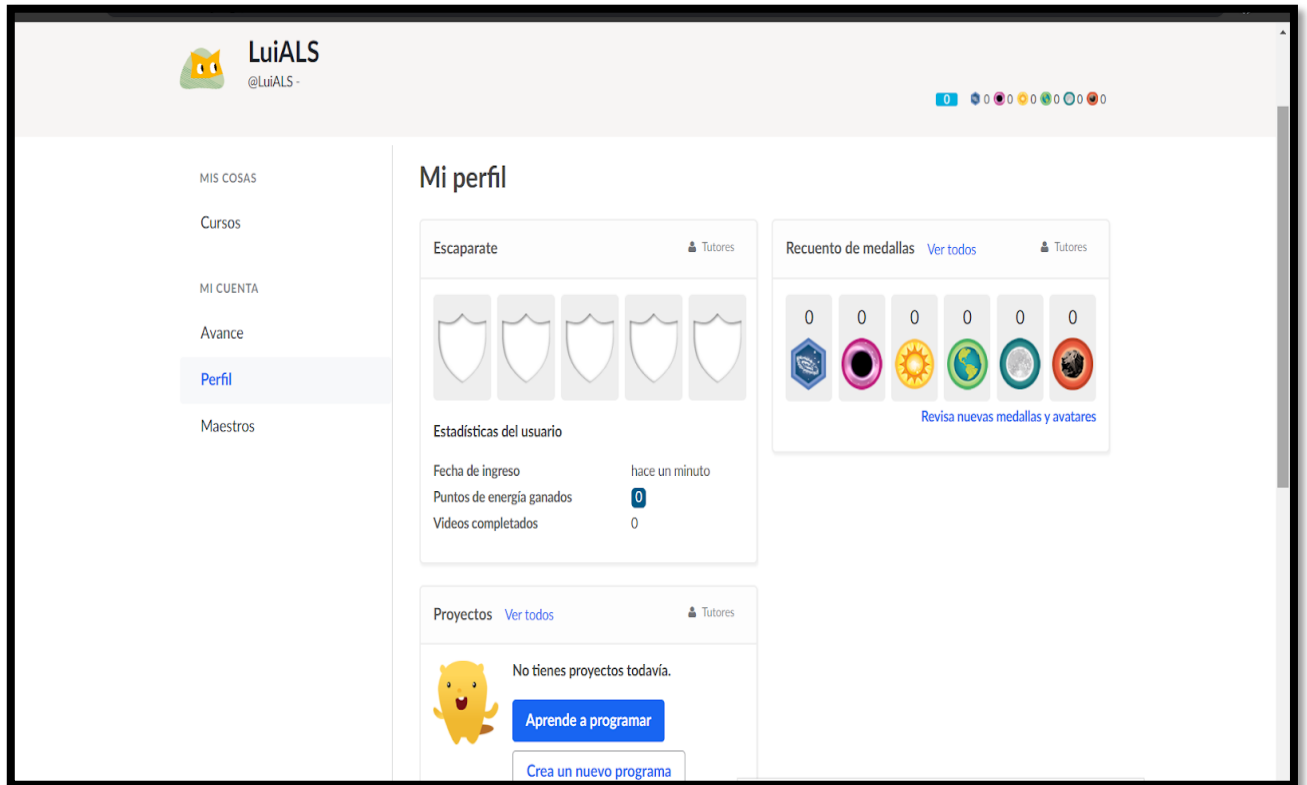 LuiALS
@LuiALS -
0 0 0 0 0 0 0
MIS COSAS
Cursos
MI CUENTA
Avance
Perfil
Maestros
Mi perfil
Escaparate Tutores
Estadísticas del usuario
Fecha de ingreso hace un minuto
Puntos de energía ganados 0
Videos completados 0
Recuento de medallas Ver todos Tutores
0 0 0 0 0 0
Revisa nuevas medallas y avatares
Proyectos Ver todos Tutores
No tienes proyectos todavía.
Aprende a programar
Crea un nuevo programa